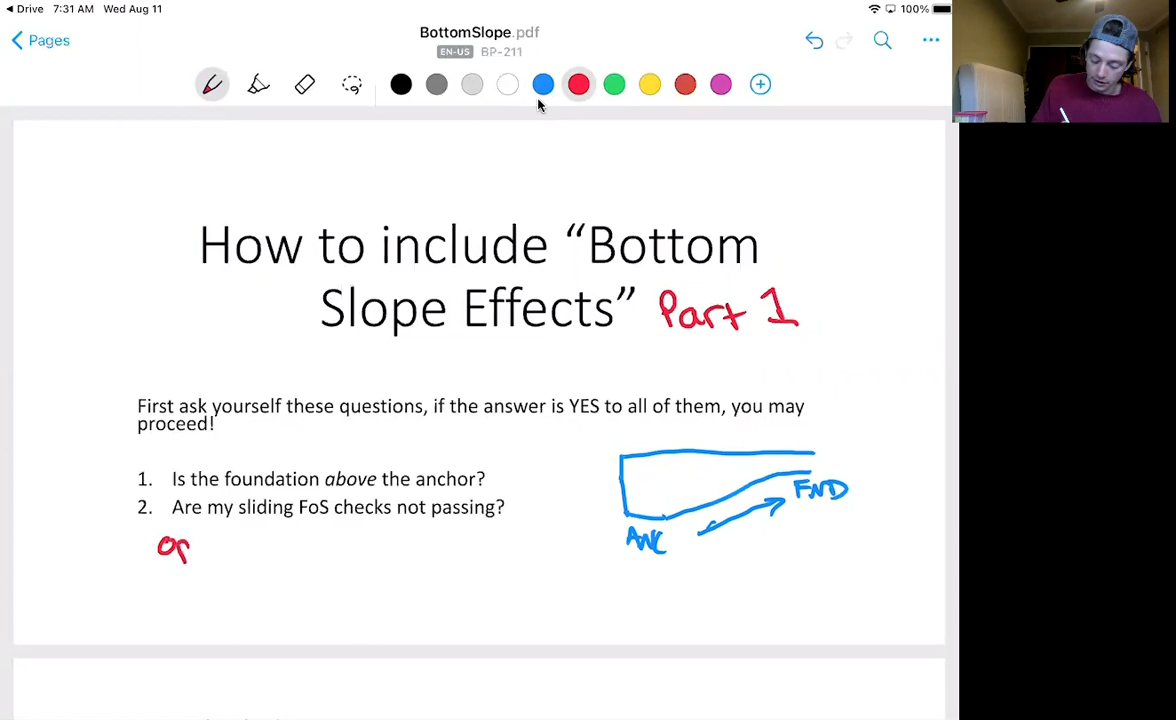 Drive 7:31 AM Wed Aug 11 100%
Pages
BottomSlope.pdf
EN-US BP-211
How to include “Bottom
Slope Effects” Part 1
First ask yourself these questions, if the answer is YES to all of them, you may
proceed!
1. Is the foundation above the anchor?
2. Are my sliding FoS checks not passing?
or
FND
ANC